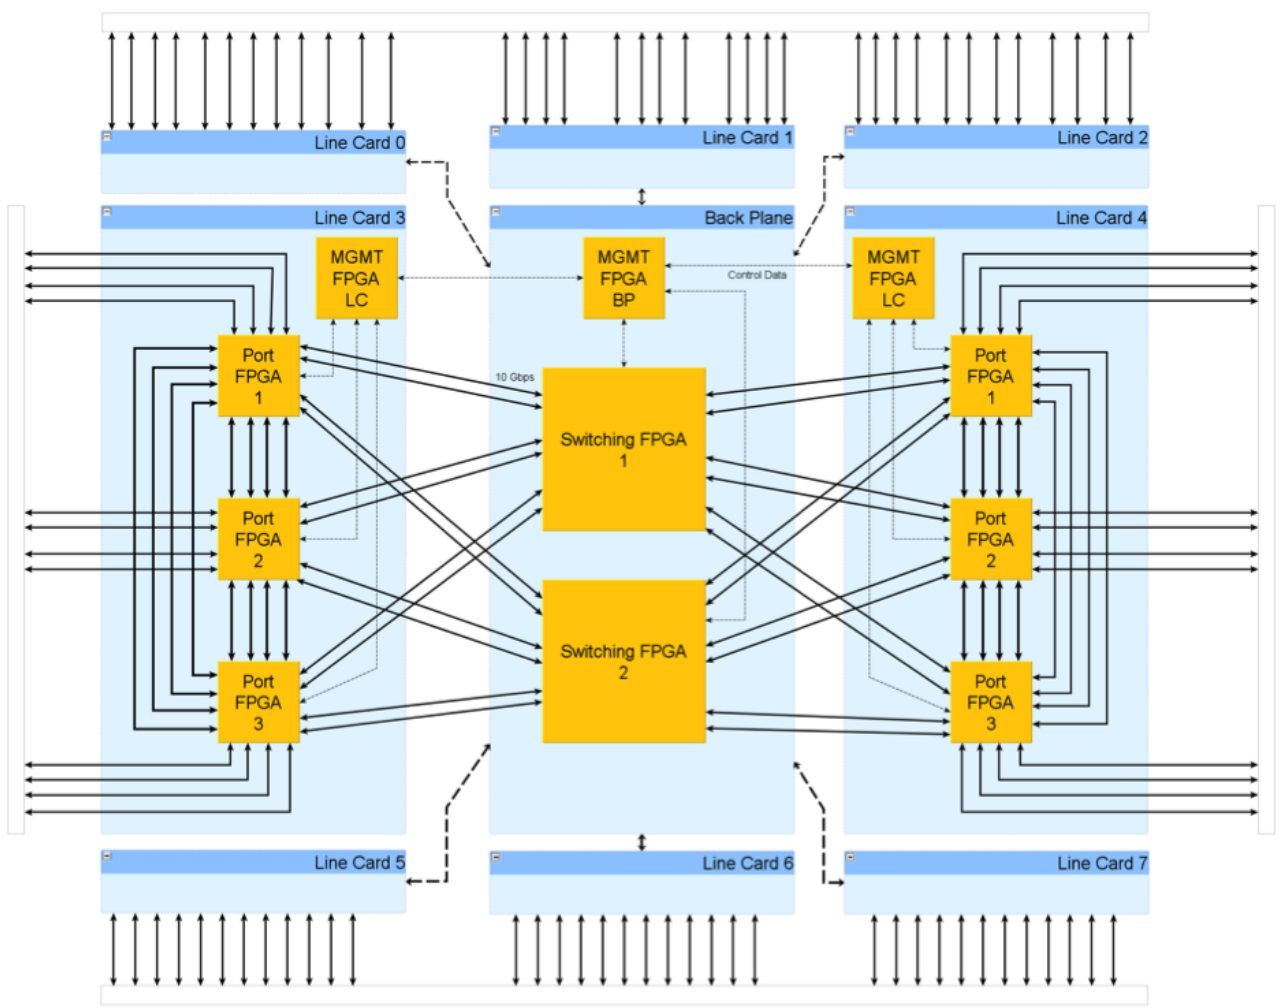 Line Card 0
Line Card 1
Line Card 2
Line Card 3
Back Plane
Line Card 4
MGMT
FPGA
LC
MGMT
FPGA
BP
Control Data
MGMT
FPGA
LC
Port
FPGA
1
10 Gbps
Port
FPGA
1
Switching FPGA
1
Port
FPGA
2
Port
FPGA
2
Switching FPGA
2
Port
FPGA
3
Port
FPGA
3
Line Card 5
Line Card 6
Line Card 7